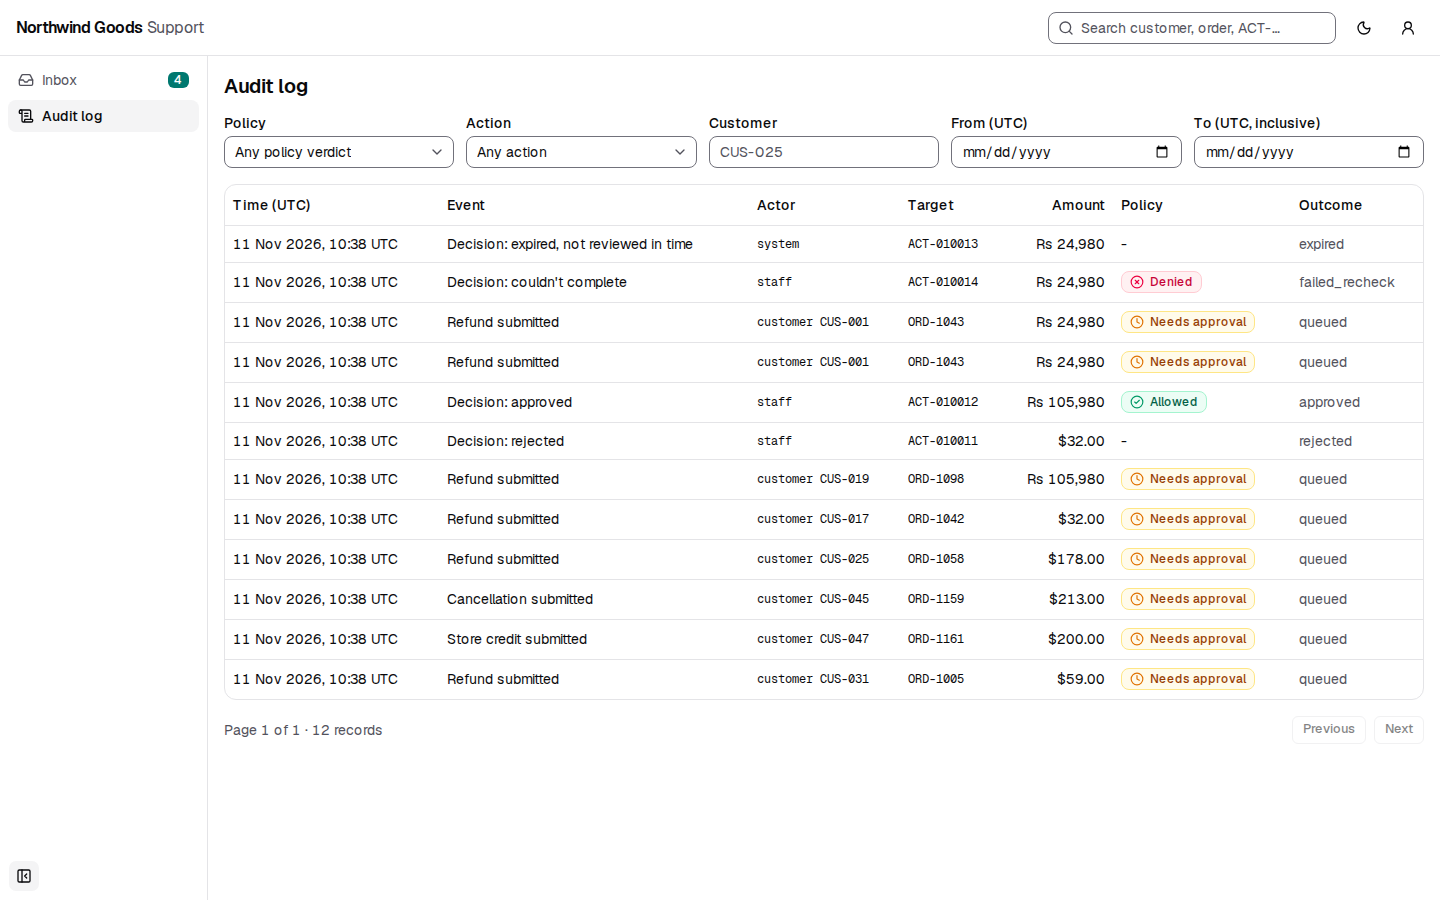 Northwind Goods Support
Search customer, order, ACT-...
Inbox 4
Audit log
Audit log
Policy Action Customer From (UTC) To (UTC, inclusive)
Any policy verdict Any action CUS-025 mm/dd/yyyy mm/dd/yyyy
Time (UTC) Event Actor Target Amount Policy Outcome
11 Nov 2026, 10:38 UTC Decision: expired, not reviewed in time system ACT-010013 Rs 24,980 - expired
11 Nov 2026, 10:38 UTC Decision: couldn't complete staff ACT-010014 Rs 24,980 Denied failed_recheck
11 Nov 2026, 10:38 UTC Refund submitted customer CUS-001 ORD-1043 Rs 24,980 Needs approval queued
11 Nov 2026, 10:38 UTC Refund submitted customer CUS-001 ORD-1043 Rs 24,980 Needs approval queued
11 Nov 2026, 10:38 UTC Decision: approved staff ACT-010012 Rs 105,980 Allowed approved
11 Nov 2026, 10:38 UTC Decision: rejected staff ACT-010011 $32.00 - rejected
11 Nov 2026, 10:38 UTC Refund submitted customer CUS-019 ORD-1098 Rs 105,980 Needs approval queued
11 Nov 2026, 10:38 UTC Refund submitted customer CUS-017 ORD-1042 $32.00 Needs approval queued
11 Nov 2026, 10:38 UTC Refund submitted customer CUS-025 ORD-1058 $178.00 Needs approval queued
11 Nov 2026, 10:38 UTC Cancellation submitted customer CUS-045 ORD-1159 $213.00 Needs approval queued
11 Nov 2026, 10:38 UTC Store credit submitted customer CUS-047 ORD-1161 $200.00 Needs approval queued
11 Nov 2026, 10:38 UTC Refund submitted customer CUS-031 ORD-1005 $59.00 Needs approval queued
Page 1 of 1 · 12 records Previous Next